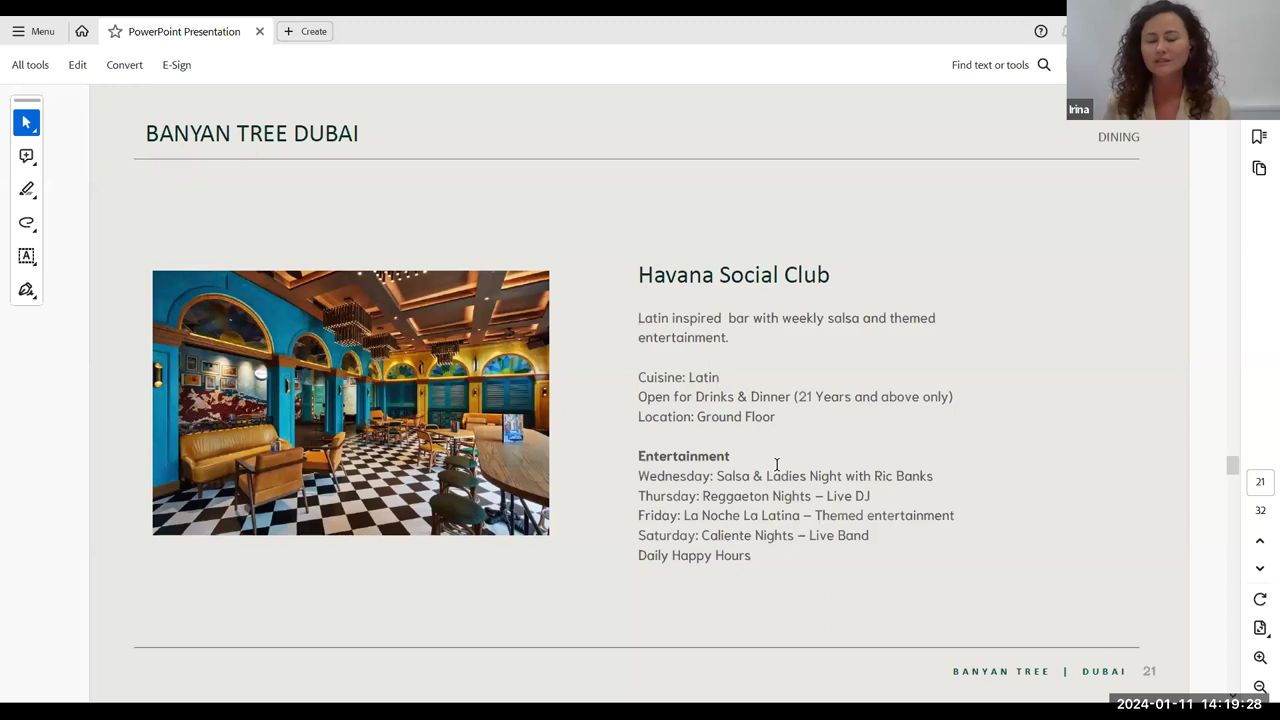 Menu
PowerPoint Presentation
Create
All tools
Edit
Convert
E-Sign
Find text or tools
Irina
BANYAN TREE DUBAI
DINING
Havana Social Club
Latin inspired bar with weekly salsa and themed
entertainment.
Cuisine: Latin
Open for Drinks & Dinner (21 Years and above only)
Location: Ground Floor
Entertainment
Wednesday: Salsa & Ladies Night with Ric Banks
Thursday: Reggaeton Nights – Live DJ
Friday: La Noche La Latina – Themed entertainment
Saturday: Caliente Nights – Live Band
Daily Happy Hours
21
32
BANYAN TREE | DUBAI 21
2024-01-11 14:19:28